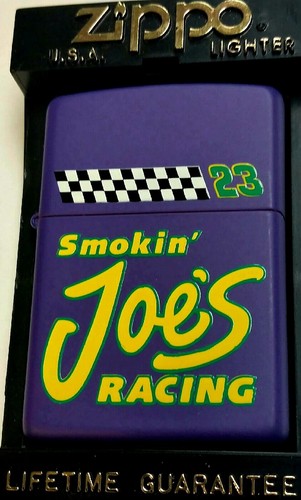 zippo®
U.S.A. LIGHTER
23
Smokin'
Joe's
RACING
LIFETIME GUARANTEE